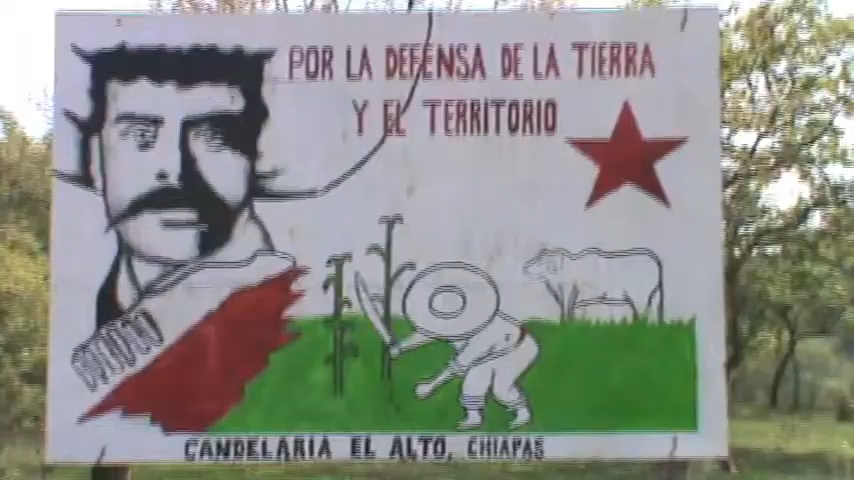 POR LA DEFENSA DE LA TIERRA
Y EL TERRITORIO
CANDELARIA EL ALTO, CHIAPAS